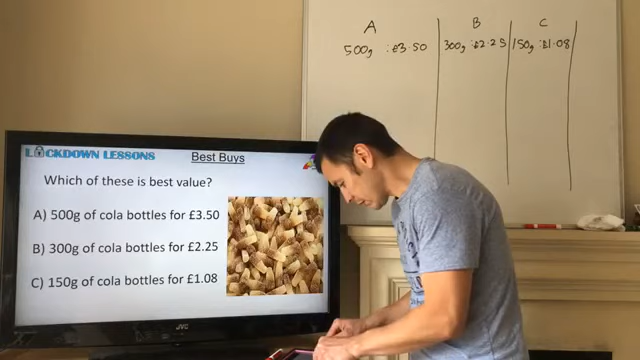 A
B
C
500g : £3.50
300g : £2.25
150g : £1.08
LOCKDOWN LESSONS
Best Buys
Which of these is best value?
A) 500g of cola bottles for £3.50
B) 300g of cola bottles for £2.25
C) 150g of cola bottles for £1.08
JVC